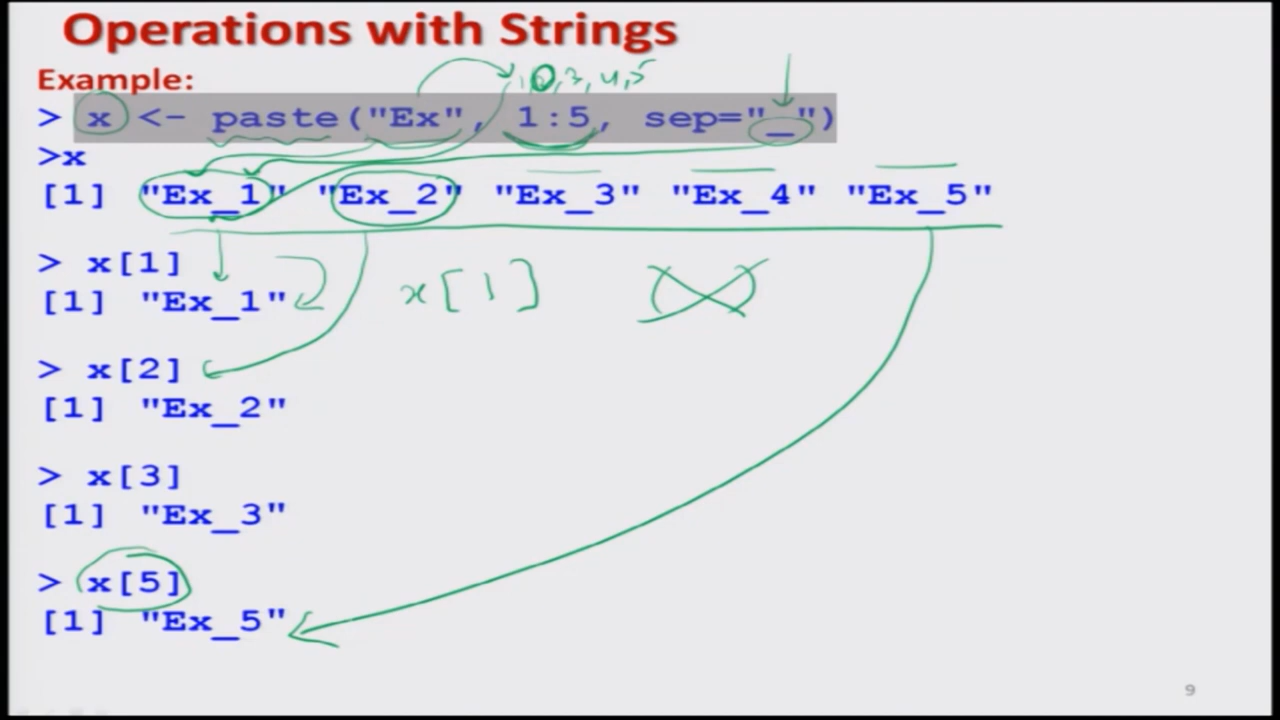 Operations with Strings
Example:
1, 2, 3, 4, 5
> x <- paste("Ex", 1:5, sep="_")
>x
[1] "Ex_1" "Ex_2" "Ex_3" "Ex_4" "Ex_5"
> x[1]
[1] "Ex_1"
x[1] ( )
> x[2]
[1] "Ex_2"
> x[3]
[1] "Ex_3"
> x[5]
[1] "Ex_5"
9